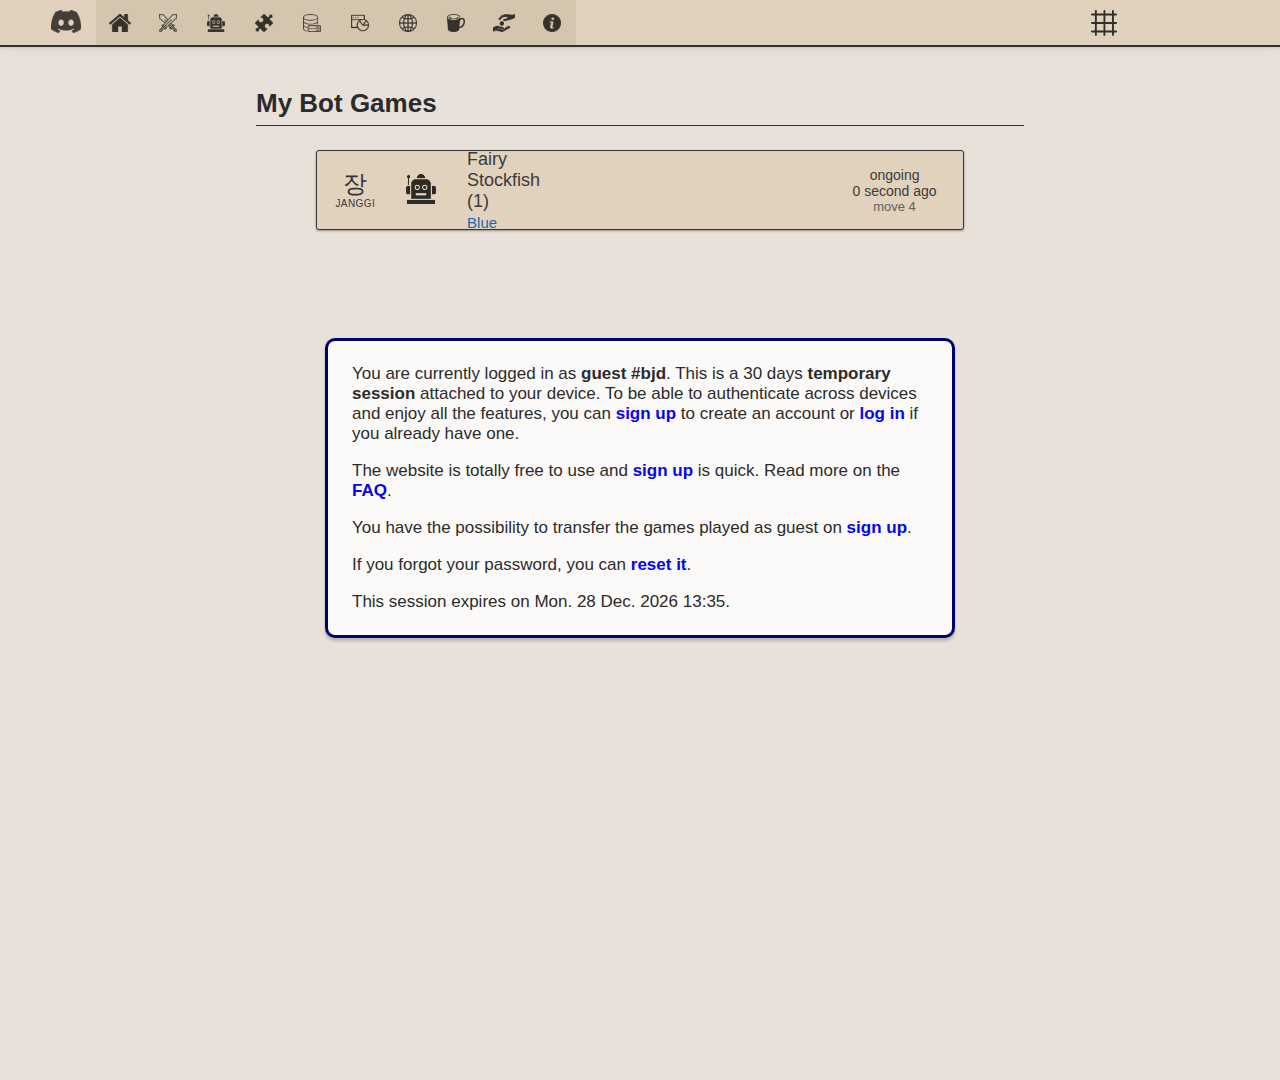 My Bot Games
장
JANGGI
Fairy
Stockfish
(1)
Blue
ongoing
0 second ago
move 4
You are currently logged in as guest #bjd. This is a 30 days temporary
session attached to your device. To be able to authenticate across devices
and enjoy all the features, you can sign up to create an account or log in if
you already have one.
The website is totally free to use and sign up is quick. Read more on the
FAQ.
You have the possibility to transfer the games played as guest on sign up.
If you forgot your password, you can reset it.
This session expires on Mon. 28 Dec. 2026 13:35.